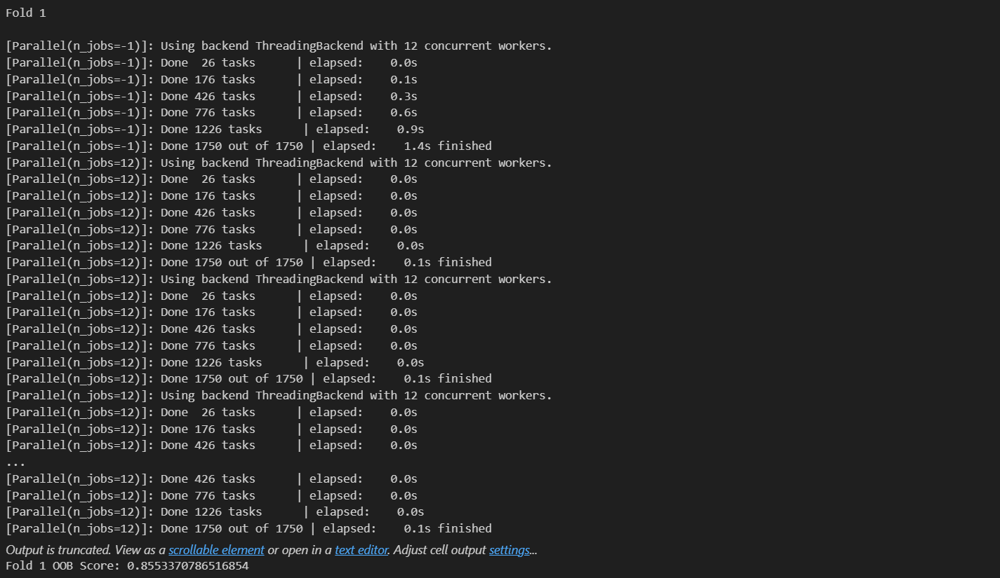 Fold 1
[Parallel(n_jobs=-1)]: Using backend ThreadingBackend with 12 concurrent workers.
[Parallel(n_jobs=-1)]: Done  26 tasks      | elapsed:    0.0s
[Parallel(n_jobs=-1)]: Done 176 tasks      | elapsed:    0.1s
[Parallel(n_jobs=-1)]: Done 426 tasks      | elapsed:    0.3s
[Parallel(n_jobs=-1)]: Done 776 tasks      | elapsed:    0.6s
[Parallel(n_jobs=-1)]: Done 1226 tasks      | elapsed:    0.9s
[Parallel(n_jobs=-1)]: Done 1750 out of 1750 | elapsed:    1.4s finished
[Parallel(n_jobs=12)]: Using backend ThreadingBackend with 12 concurrent workers.
[Parallel(n_jobs=12)]: Done  26 tasks      | elapsed:    0.0s
[Parallel(n_jobs=12)]: Done 176 tasks      | elapsed:    0.0s
[Parallel(n_jobs=12)]: Done 426 tasks      | elapsed:    0.0s
[Parallel(n_jobs=12)]: Done 776 tasks      | elapsed:    0.0s
[Parallel(n_jobs=12)]: Done 1226 tasks      | elapsed:    0.0s
[Parallel(n_jobs=12)]: Done 1750 out of 1750 | elapsed:    0.1s finished
[Parallel(n_jobs=12)]: Using backend ThreadingBackend with 12 concurrent workers.
[Parallel(n_jobs=12)]: Done  26 tasks      | elapsed:    0.0s
[Parallel(n_jobs=12)]: Done 176 tasks      | elapsed:    0.0s
[Parallel(n_jobs=12)]: Done 426 tasks      | elapsed:    0.0s
[Parallel(n_jobs=12)]: Done 776 tasks      | elapsed:    0.0s
[Parallel(n_jobs=12)]: Done 1226 tasks      | elapsed:    0.0s
[Parallel(n_jobs=12)]: Done 1750 out of 1750 | elapsed:    0.1s finished
[Parallel(n_jobs=12)]: Using backend ThreadingBackend with 12 concurrent workers.
[Parallel(n_jobs=12)]: Done  26 tasks      | elapsed:    0.0s
[Parallel(n_jobs=12)]: Done 176 tasks      | elapsed:    0.0s
[Parallel(n_jobs=12)]: Done 426 tasks      | elapsed:    0.0s
...
[Parallel(n_jobs=12)]: Done 426 tasks      | elapsed:    0.0s
[Parallel(n_jobs=12)]: Done 776 tasks      | elapsed:    0.0s
[Parallel(n_jobs=12)]: Done 1226 tasks      | elapsed:    0.0s
[Parallel(n_jobs=12)]: Done 1750 out of 1750 | elapsed:    0.1s finished
Output is truncated. View as a scrollable element or open in a text editor. Adjust cell output settings...
Fold 1 OOB Score: 0.8553370786516854